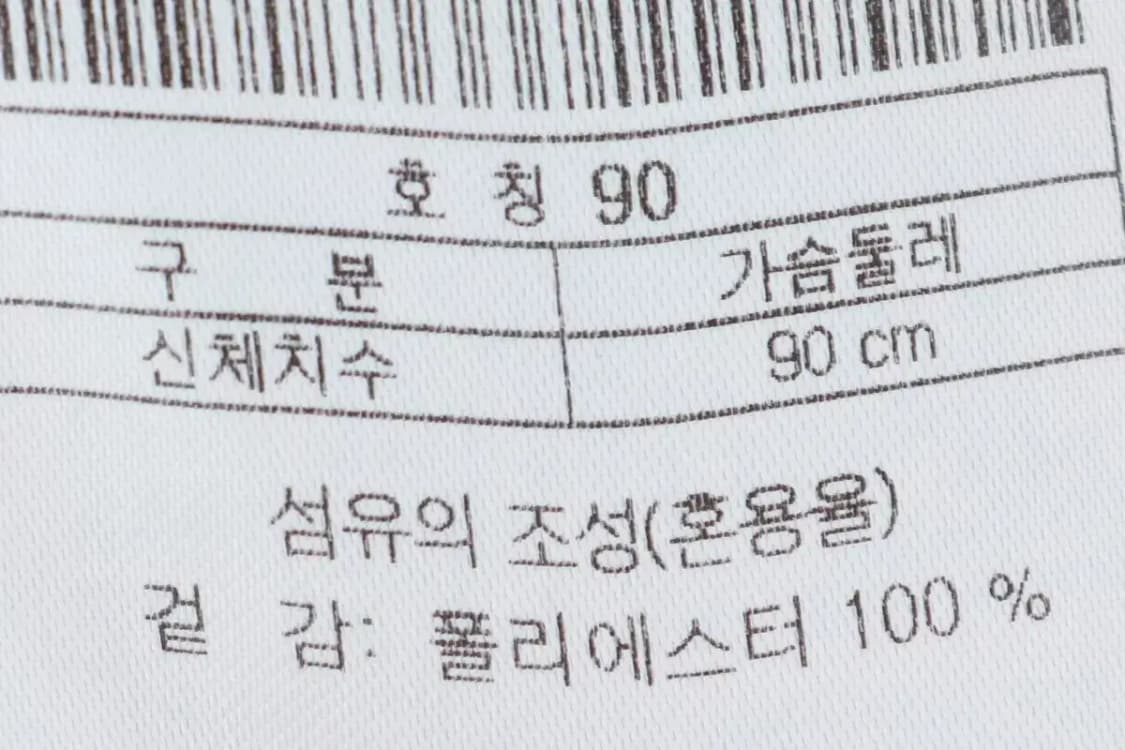 호 칭 90
구 분 가슴둘레
신체치수 90 cm
섬유의 조성(혼용율)
겉 감: 폴리에스터 100 %